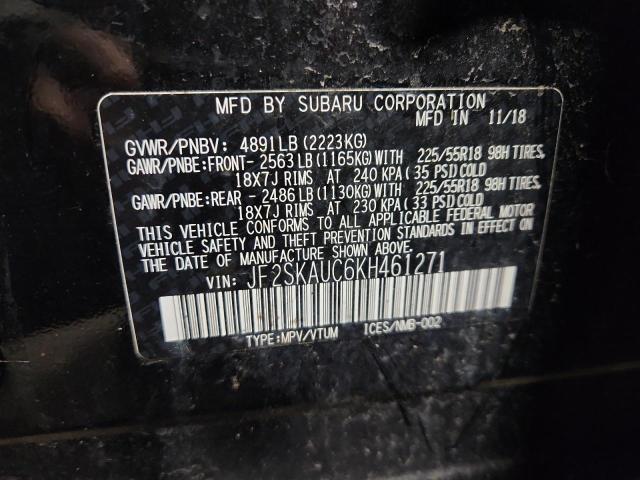 MFD BY SUBARU CORPORATION
MFD IN 11/18
GVWR/PNBV: 4891LB(2223KG)
GAWR/PNBE:FRONT-2563LB(1165KG)WITH 225/55R18 98H TIRES,
18X7J RIMS AT 240 KPA(35 PSI)COLD
GAWR/PNBE:REAR -2486LB(1130KG)WITH 225/55R18 98H TIRES,
18X7J RIMS AT 230 KPA(33 PSI)COLD
THIS VEHICLE CONFORMS TO ALL APPLICABLE FEDERAL MOTOR
VEHICLE SAFETY AND THEFT PREVENTION STANDARDS IN EFFECT
ON THE DATE OF MANUFACTURE SHOWN ABOVE.
VIN: JF2SKAUC6KH461271
TYPE:MPV/VTUM ICES/NMB-002